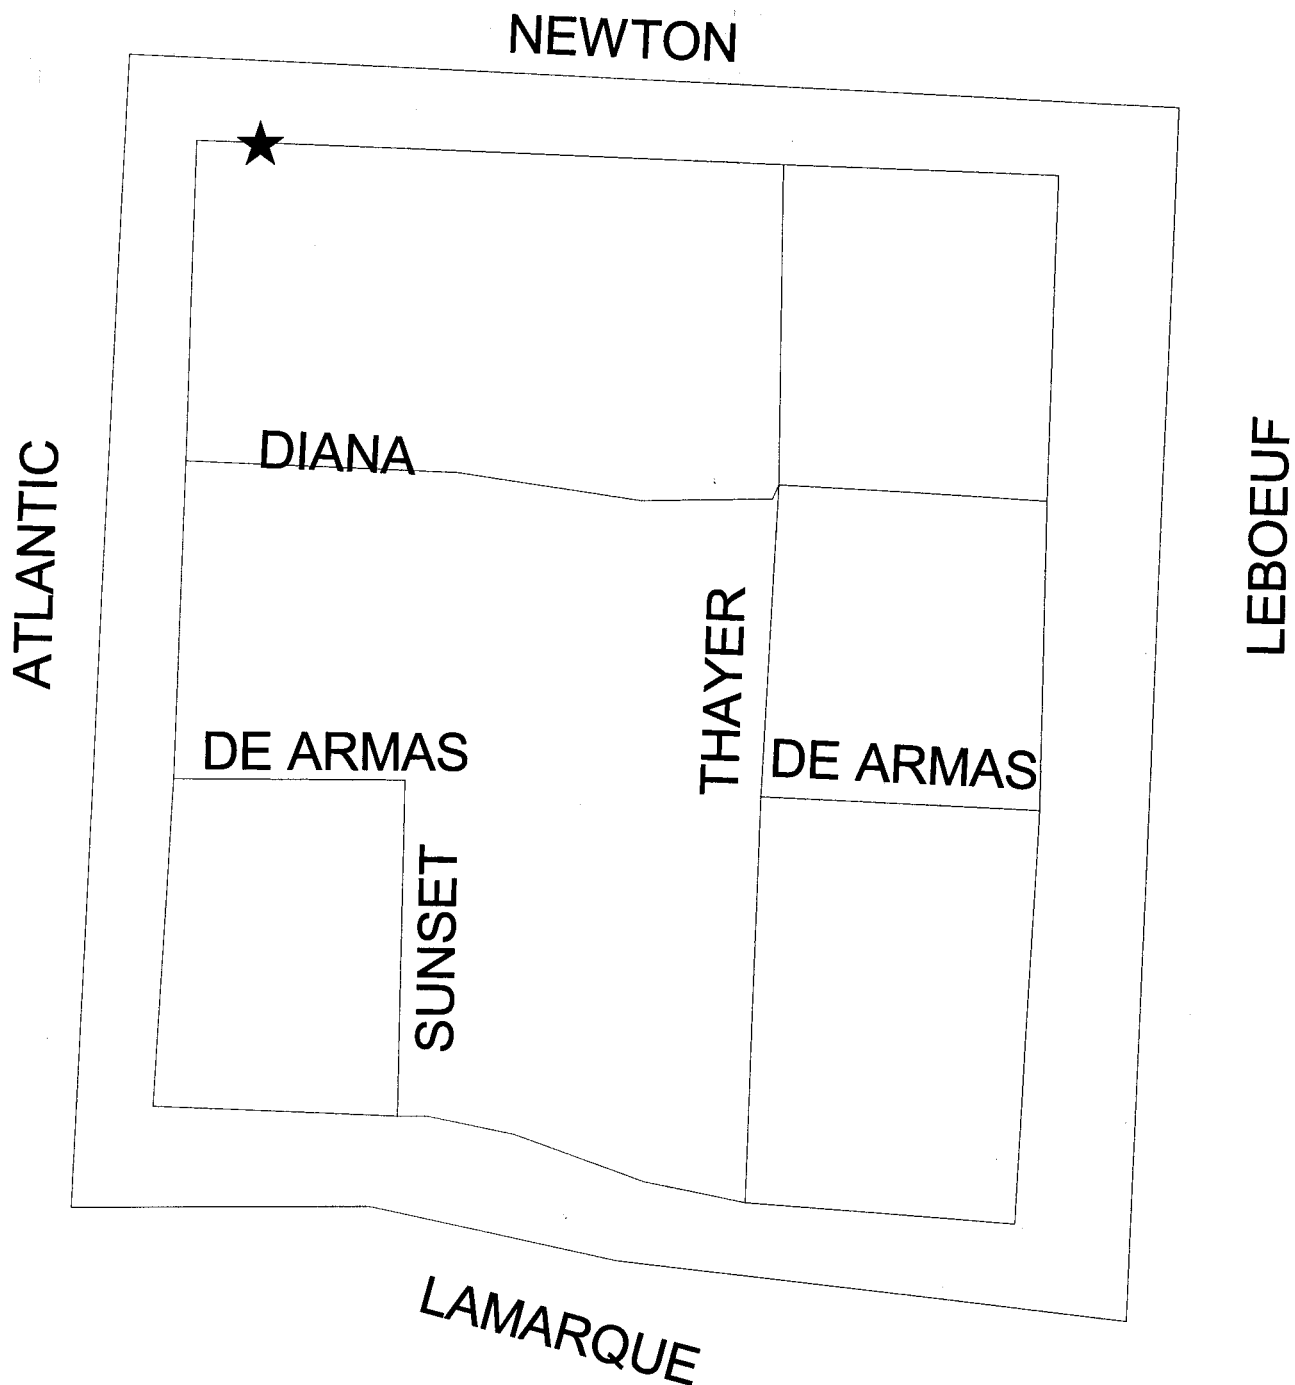 NEWTON
DIANA
ATLANTIC
LEBOEUF
THAYER
DE ARMAS
DE ARMAS
SUNSET
LAMARQUE